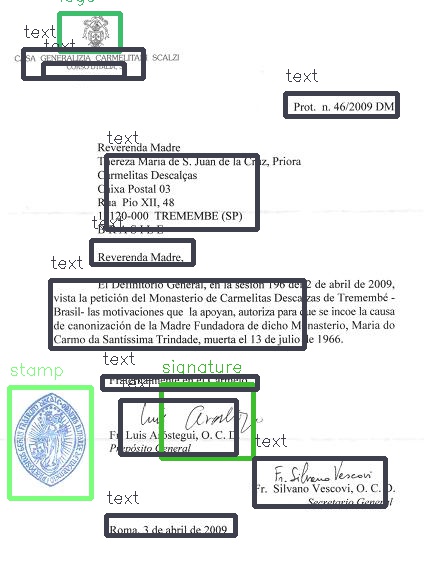 logo
text
text
CASA GENERALIZIA CARMELITANI SCALZI
CORSO D'ITALIA,
text
Prot. n. 46/2009 DM
text
Reverenda Madre
Thereza Maria de S. Juan de la Cruz, Priora
Carmelitas Descalças
Caixa Postal 03
Rua Pio XII, 48
12120-000 TREMEMBE (SP)
BRASILE
text
Reverenda Madre,
text
El Definitorio General, en la sesión 196 del 2 de abril de 2009,
vista la petición del Monasterio de Carmelitas Descalzas de Tremembé -
Brasil- las motivaciones que la apoyan, autoriza para que se incoe la causa
de canonización de la Madre Fundadora de dicho Monasterio, Maria do
Carmo da Santíssima Trindade, muerta el 13 de julio de 1966.
text
Fraternalmente en el Carmelo
stamp
text
signature
Luis Arostegui
Fr. Luis Aróstegui, O. C. D.
Prepósito General
text
Fr. Silvano Vescovi
Fr. Silvano Vescovi, O. C. D.
Secretario General
text
Roma, 3 de abril de 2009